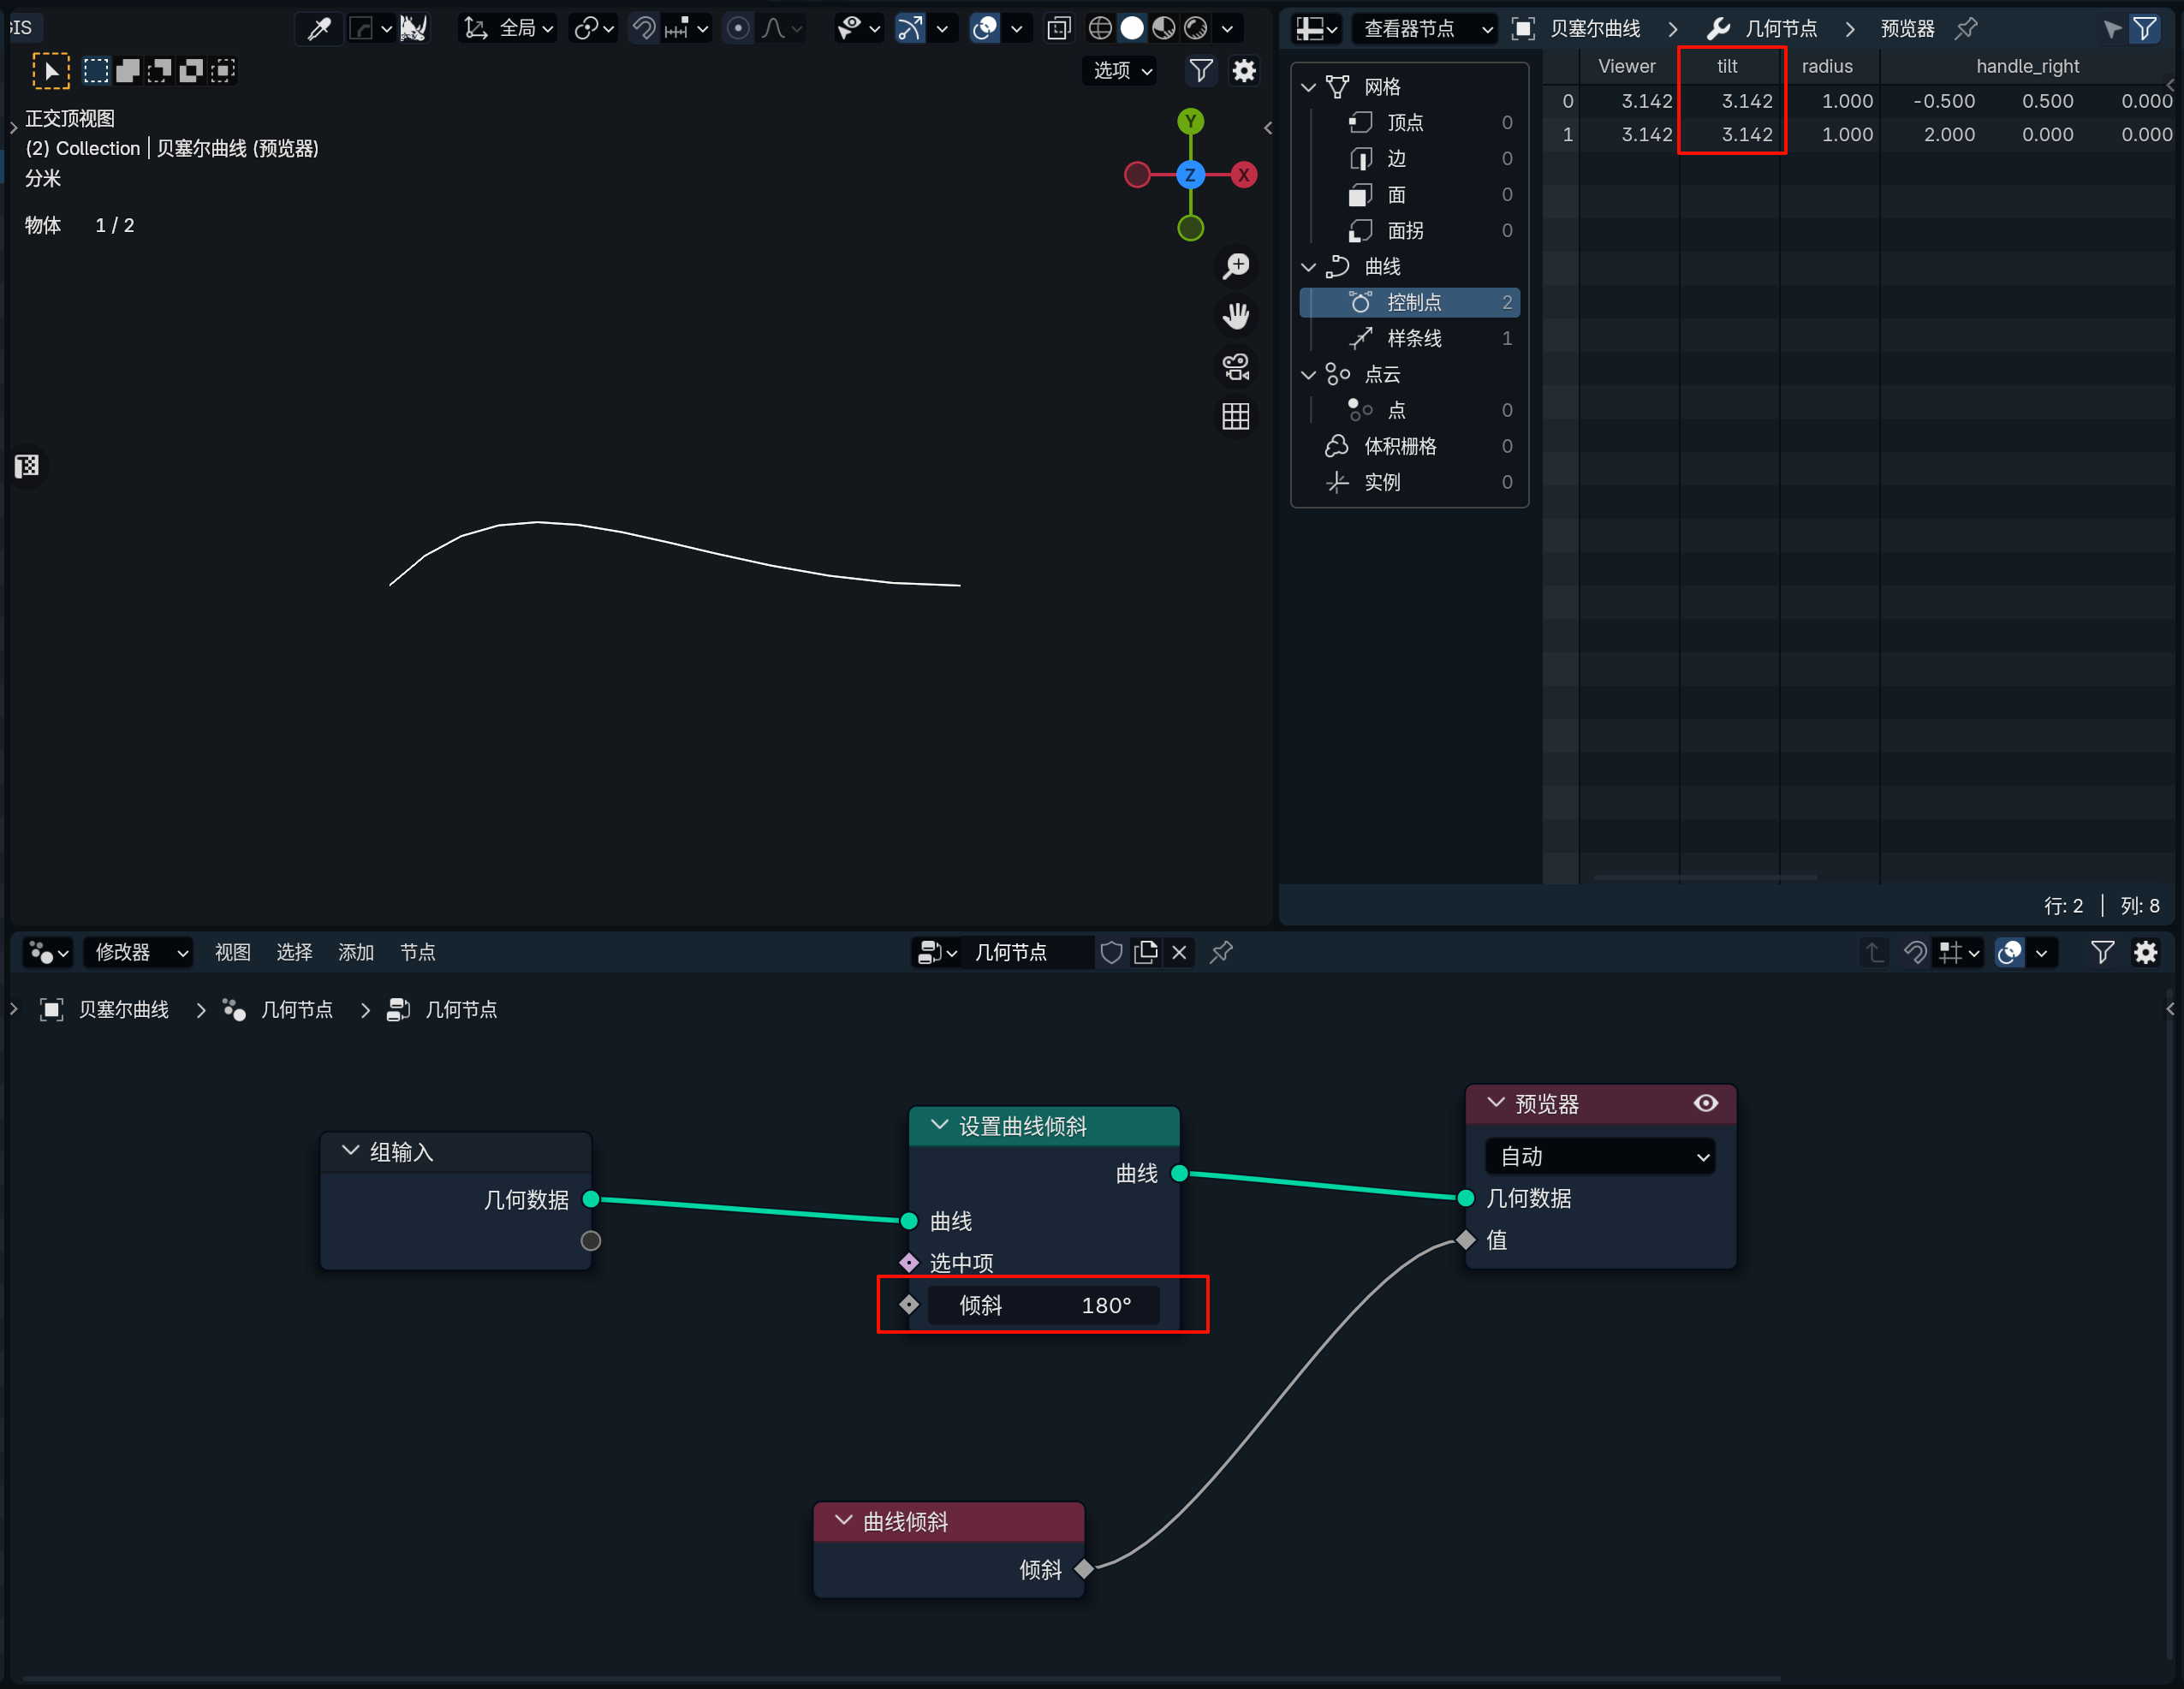 全局
选项
正交顶视图
(2) Collection | 贝塞尔曲线 (预览器)
分米
物体 1 / 2
Y
Z
X
查看器节点 贝塞尔曲线 几何节点 预览器
网格
顶点 0
边 0
面 0
面拐 0
曲线
控制点 2
样条线 1
点云
点 0
体积栅格 0
实例 0
Viewer tilt radius handle_right
0 3.142 3.142 1.000 -0.500 0.500 0.000
1 3.142 3.142 1.000 2.000 0.000 0.000
行: 2 | 列: 8
修改器 视图 选择 添加 节点 几何节点
贝塞尔曲线 几何节点 几何节点
组输入
几何数据
设置曲线倾斜
曲线
曲线
选中项
倾斜 180°
预览器
自动
几何数据
值
曲线倾斜
倾斜